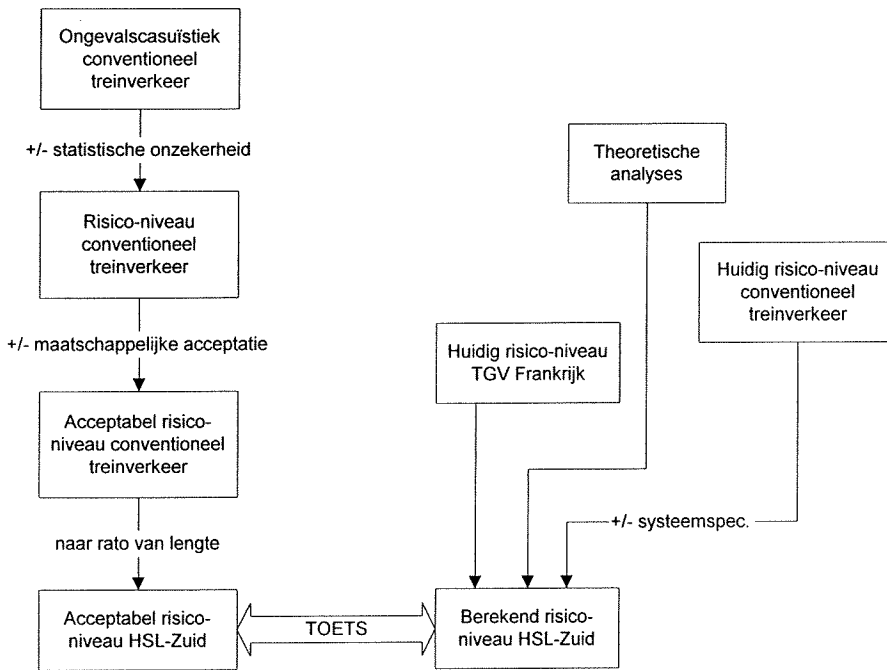 Ongevalscasuïstiek
conventioneel
treinverkeer
+/- statistische onzekerheid
Risico-niveau
conventioneel
treinverkeer
+/- maatschappelijke acceptatie
Acceptabel risico-
niveau conventioneel
treinverkeer
naar rato van lengte
Acceptabel risico-
niveau HSL-Zuid
TOETS
Theoretische
analyses
Huidig risico-niveau
conventioneel
treinverkeer
Huidig risico-niveau
TGV Frankrijk
+/- systeemspec.
Berekend risico-
niveau HSL-Zuid